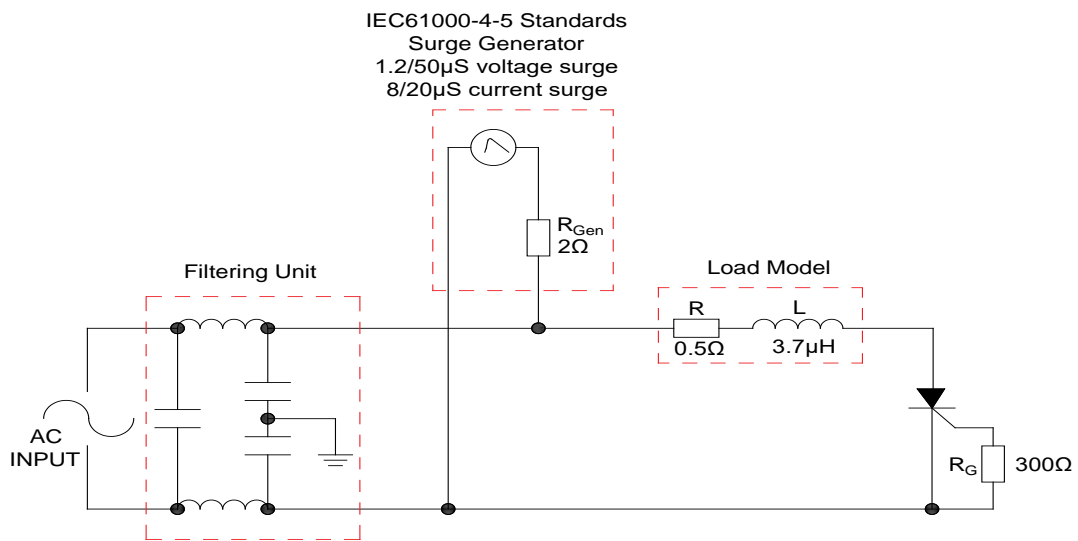 IEC61000-4-5 Standards
Surge Generator
1.2/50μS voltage surge
8/20μS current surge
RGen
2Ω
Filtering Unit
Load Model
R
L
0.5Ω
3.7μH
AC
INPUT
RG
300Ω